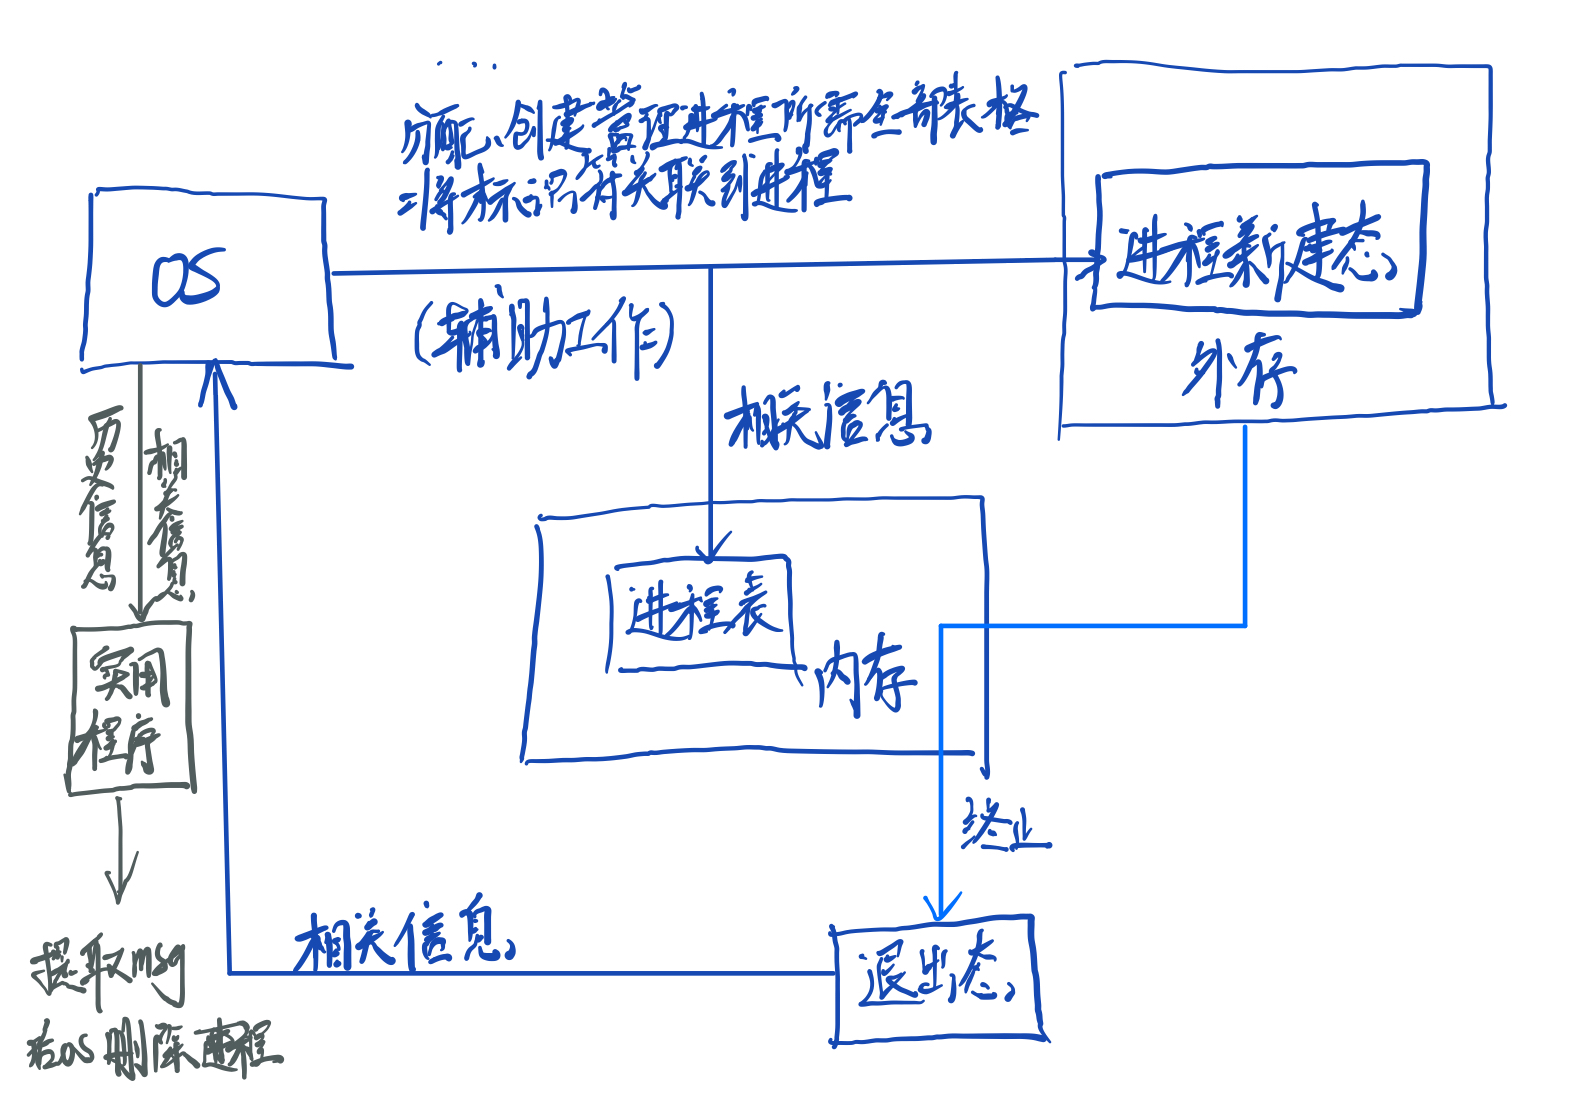 ....
分配、创建管理进程所需全部表格
将标识符关联到进程
OS
进程新建态
(辅助工作)
外存
相关信息
历史信息
相关信息
进程表
内存
实用
程序
终止
相关信息
退出态
提取msg
后OS删除进程